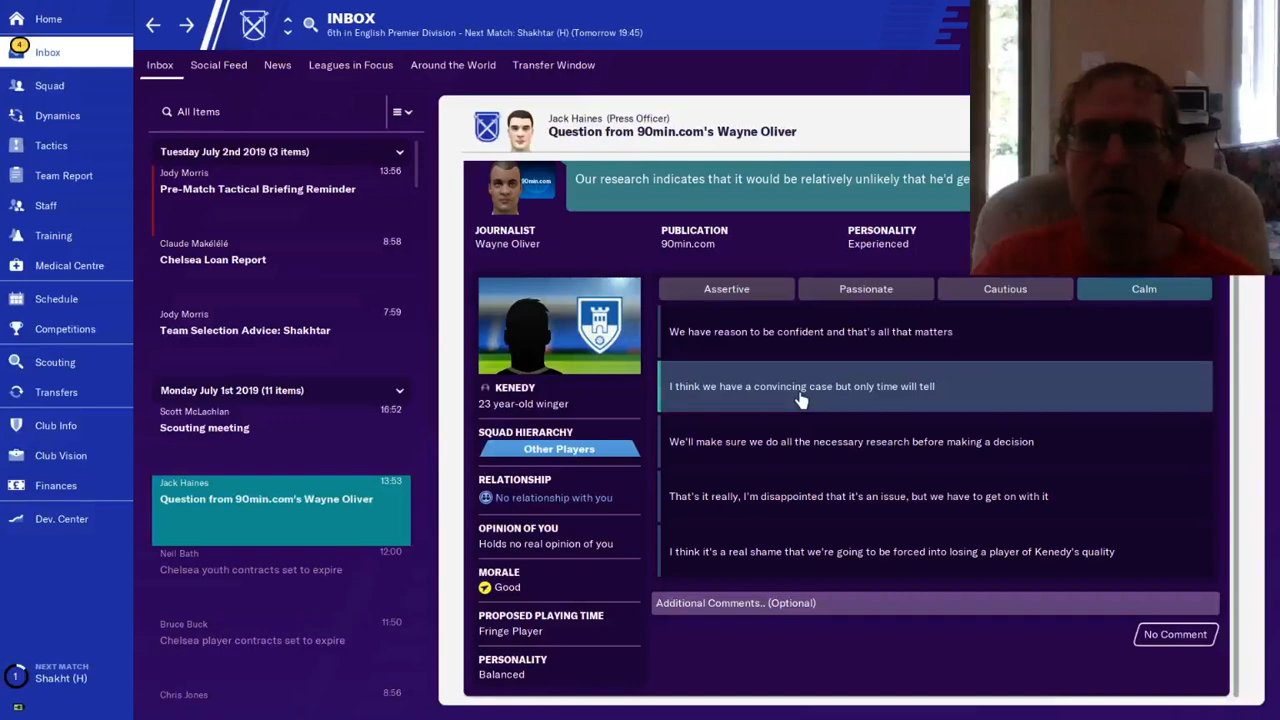 Home
4
Inbox
Squad
Dynamics
Tactics
Team Report
Staff
Training
Medical Centre
Schedule
Competitions
Scouting
Transfers
Club Info
Club Vision
Finances
Dev. Center
1
NEXT MATCH
Shakht (H)
INBOX
6th in English Premier Division - Next Match: Shakhtar (H) (Tomorrow 19:45)
Inbox Social Feed News Leagues in Focus Around the World Transfer Window
All Items
Tuesday July 2nd 2019 (3 items)
Jody Morris 13:56
Pre-Match Tactical Briefing Reminder
Claude Makélélé 8:58
Chelsea Loan Report
Jody Morris 7:59
Team Selection Advice: Shakhtar
Monday July 1st 2019 (11 items)
Scott McLachlan 16:52
Scouting meeting
Jack Haines 13:53
Question from 90min.com's Wayne Oliver
Neil Bath 12:00
Chelsea youth contracts set to expire
Bruce Buck 11:50
Chelsea player contracts set to expire
Chris Jones 8:56
Jack Haines (Press Officer)
Question from 90min.com's Wayne Oliver
90min.com
Our research indicates that it would be relatively unlikely that he'd ge
JOURNALIST PUBLICATION PERSONALITY
Wayne Oliver 90min.com Experienced
Assertive Passionate Cautious Calm
KENEDY
23 year-old winger
SQUAD HIERARCHY
Other Players
RELATIONSHIP
No relationship with you
OPINION OF YOU
Holds no real opinion of you
MORALE
Good
PROPOSED PLAYING TIME
Fringe Player
PERSONALITY
Balanced
We have reason to be confident and that's all that matters
I think we have a convincing case but only time will tell
We'll make sure we do all the necessary research before making a decision
That's it really, I'm disappointed that it's an issue, but we have to get on with it
I think it's a real shame that we're going to be forced into losing a player of Kenedy's quality
Additional Comments.. (Optional)
No Comment